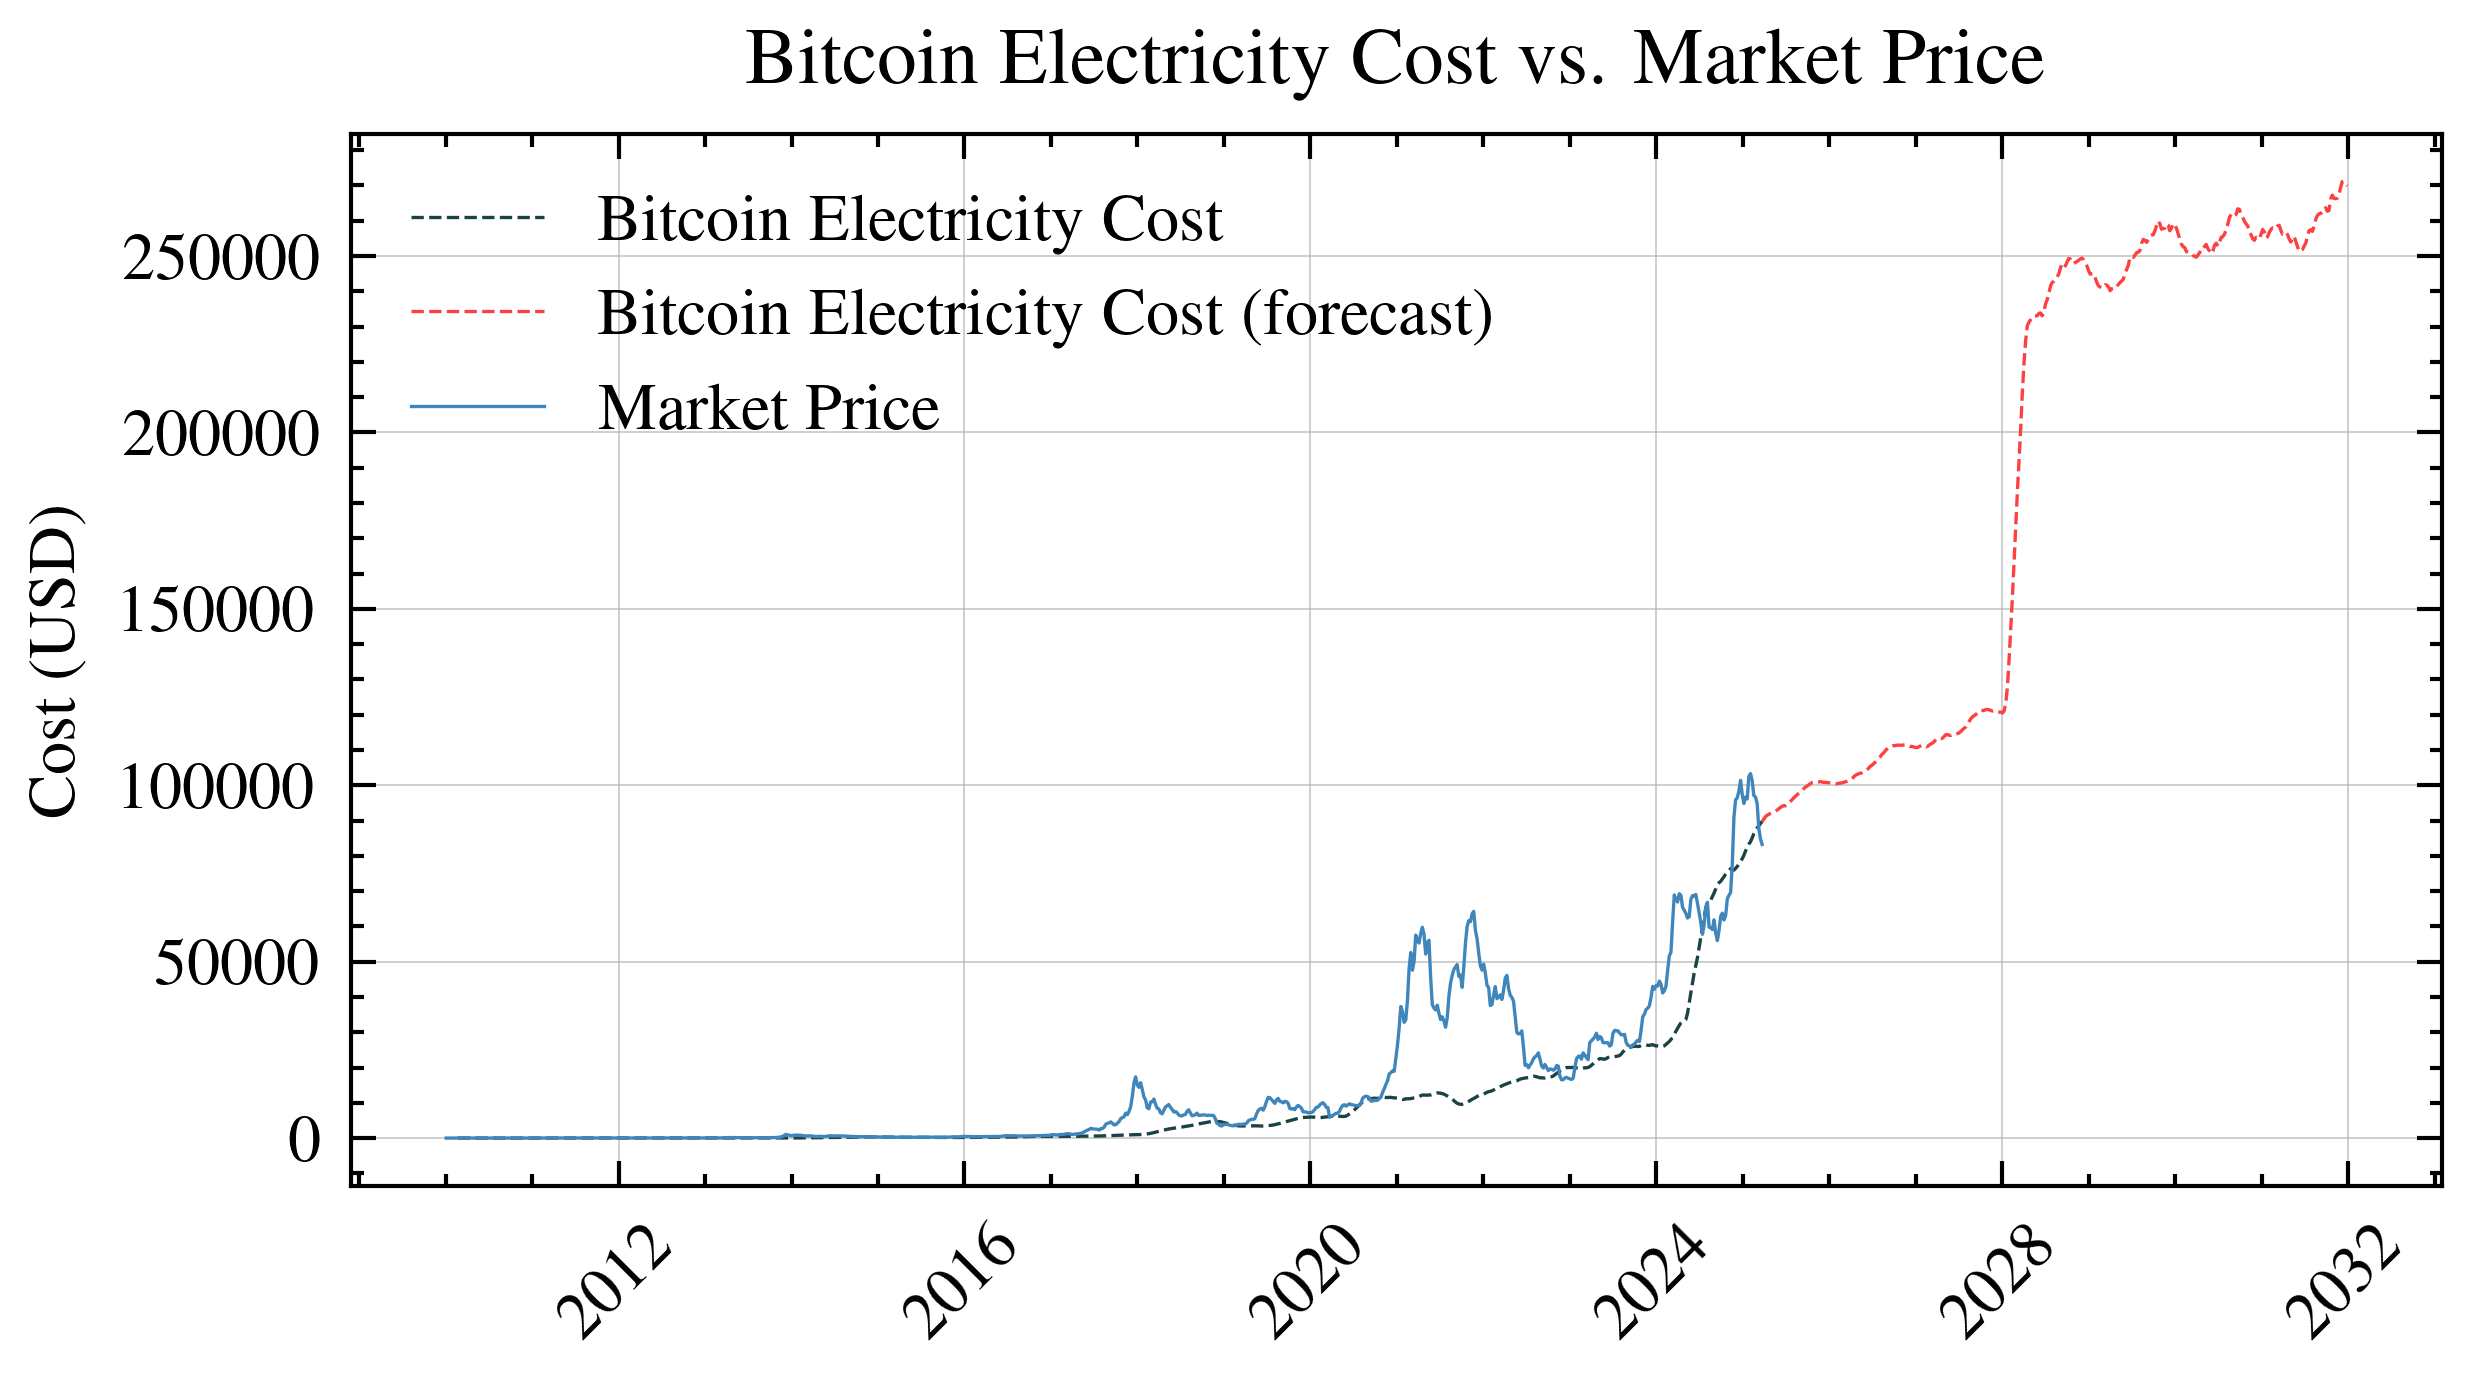 Bitcoin Electricity Cost vs. Market Price
Bitcoin Electricity Cost
Bitcoin Electricity Cost (forecast)
Market Price
Cost (USD)
250000
200000
150000
100000
50000
0
2012
2016
2020
2024
2028
2032